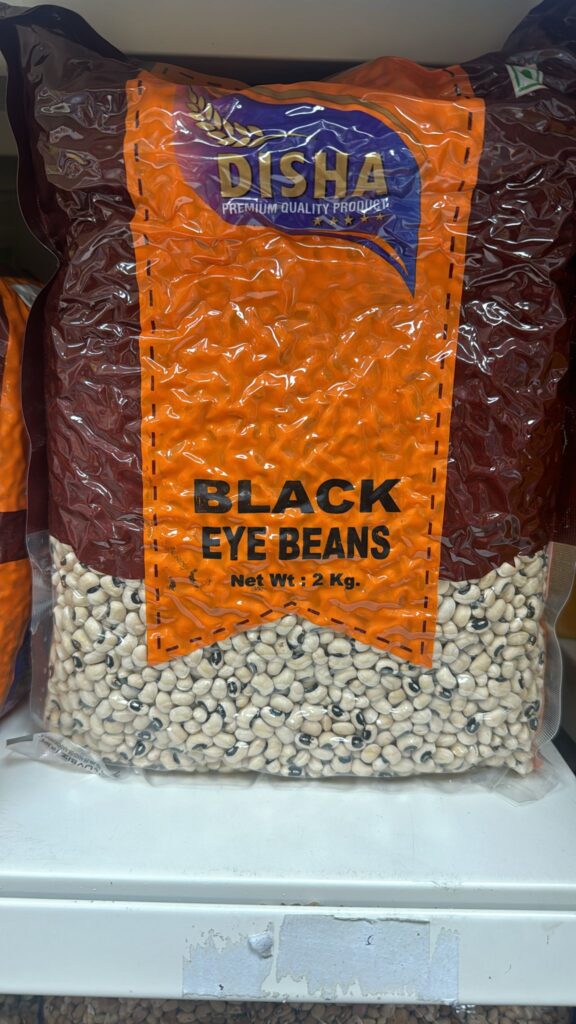 DISHA
PREMIUM QUALITY PRODUCT
BLACK
EYE BEANS
Net Wt : 2 Kg.